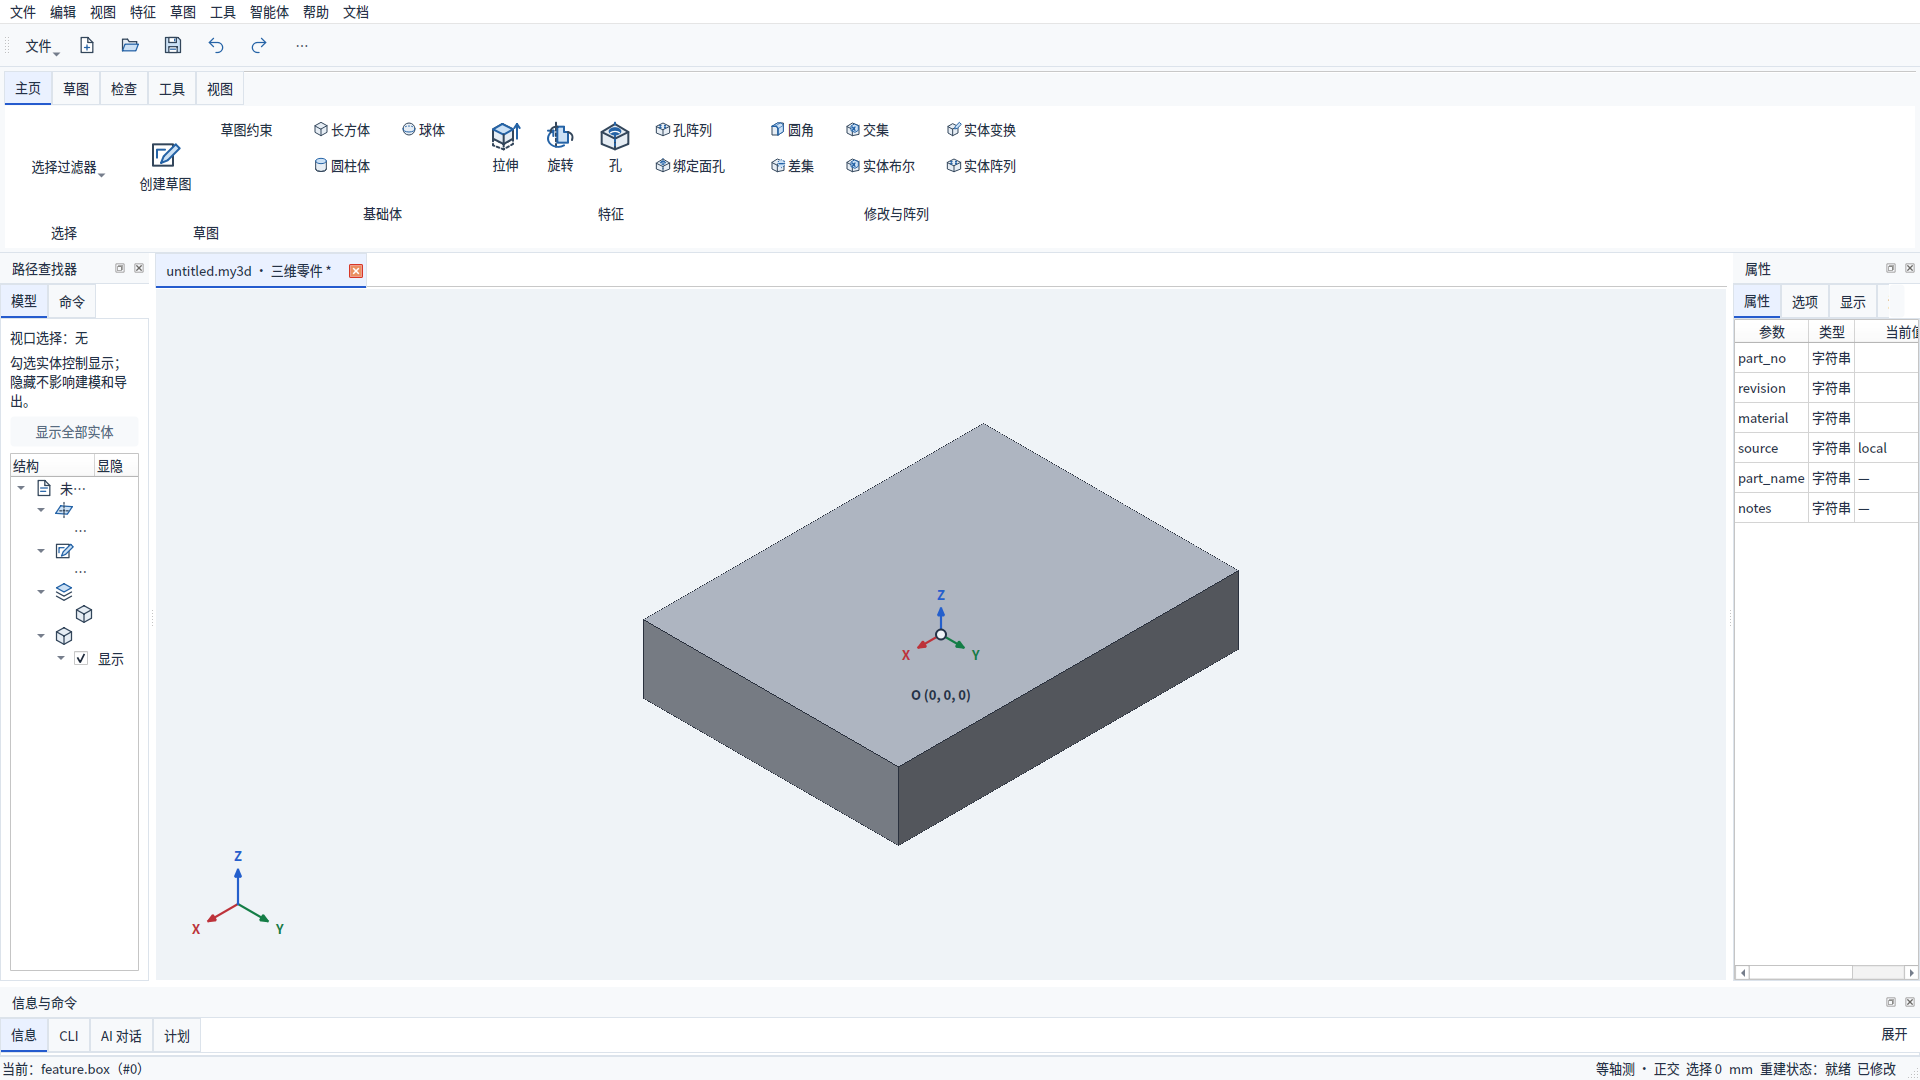 文件 编辑 视图 特征 草图 工具 智能体 帮助 文档
文件 ...
主页 草图 检查 工具 视图
选择过滤器
选择
创建草图
草图约束
草图
长方体 球体
圆柱体
基础体
拉伸 旋转 孔
孔阵列
绑定面孔
特征
圆角 交集 实体变换
差集 实体布尔 实体阵列
修改与阵列
路径查找器
模型 命令
视口选择：无
勾选实体控制显示；
隐藏不影响建模和导
出。
显示全部实体
结构 显隐
未...
...
...
显示
untitled.my3d · 三维零件 *
Z
X
Y
O (0, 0, 0)
Z
X
Y
属性
属性 选项 显示
参数 类型 当前
part_no 字符串
revision 字符串
material 字符串
source 字符串 local
part_name 字符串 —
notes 字符串 —
信息与命令
信息 CLI AI 对话 计划
展开
当前：feature.box（#0）
等轴测 · 正交 选择 0 mm 重建状态：就绪 已修改